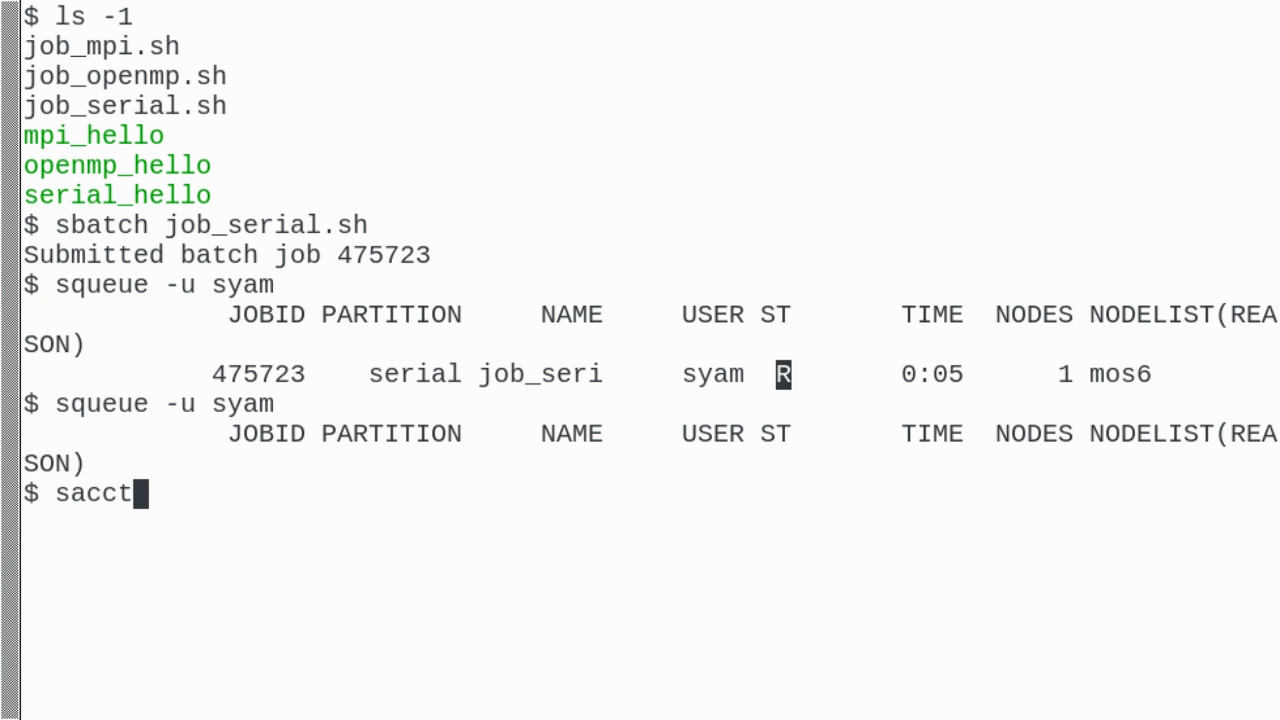 $ ls -1
job_mpi.sh
job_openmp.sh
job_serial.sh
mpi_hello
openmp_hello
serial_hello
$ sbatch job_serial.sh
Submitted batch job 475723
$ squeue -u syam
JOBID PARTITION NAME USER ST TIME NODES NODELIST(REA
SON)
475723 serial job_seri syam R 0:05 1 mos6
$ squeue -u syam
JOBID PARTITION NAME USER ST TIME NODES NODELIST(REA
SON)
$ sacct